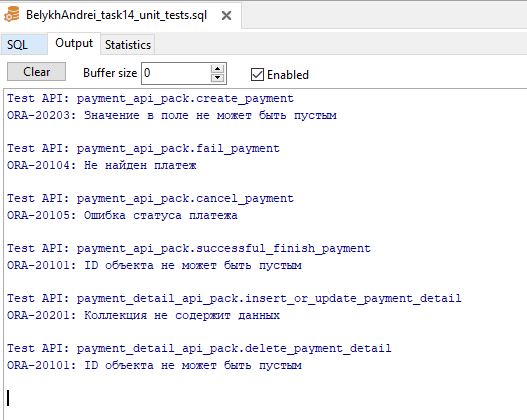 BelykhAndrei_task14_unit_tests.sql
SQL Output Statistics
Clear Buffer size 0 Enabled
Test API: payment_api_pack.create_payment
ORA-20203: Значение в поле не может быть пустым
Test API: payment_api_pack.fail_payment
ORA-20104: Не найден платеж
Test API: payment_api_pack.cancel_payment
ORA-20105: Ошибка статуса платежа
Test API: payment_api_pack.successful_finish_payment
ORA-20101: ID объекта не может быть пустым
Test API: payment_detail_api_pack.insert_or_update_payment_detail
ORA-20201: Коллекция не содержит данных
Test API: payment_detail_api_pack.delete_payment_detail
ORA-20101: ID объекта не может быть пустым